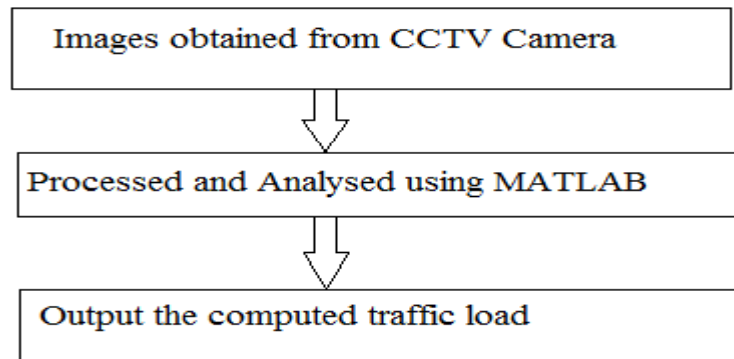 Images obtained from CCTV Camera
Processed and Analysed using MATLAB
Output the computed traffic load